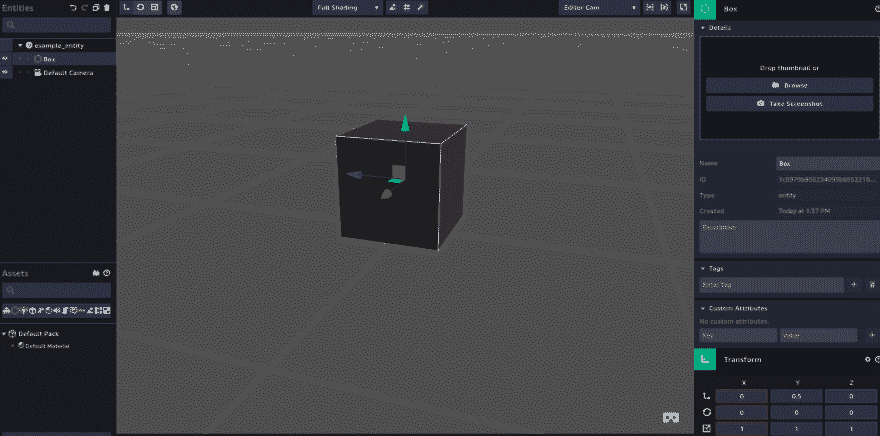 Entities
example_entity
Box
Default Camera
Assets
Default Pack
Default Material
Full Shading
Editor Cam
Box
Details
Drop thumbnail or
Browse
Take Screenshot
Name Box
ID
Type entity
Created Today at 1:57 PM
Description
Tags
Enter Tag
Custom Attributes
No custom attributes.
Key Value
Transform
X Y Z
0 0.5 0
0 0 0
1 1 1